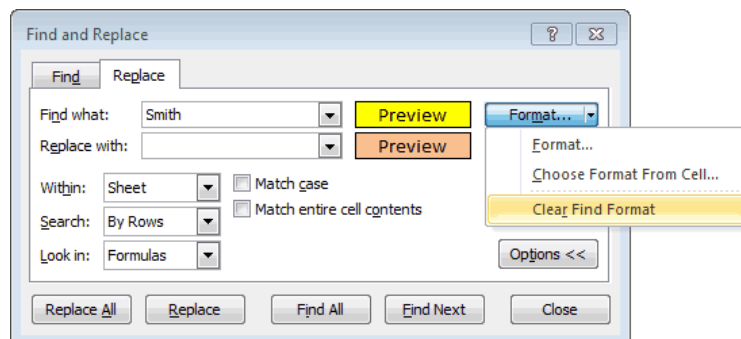 Find and Replace
Find Replace
Find what: Smith Preview Format...
Replace with: Preview Format...
Choose Format From Cell...
Within: Sheet Match case
Clear Find Format
Match entire cell contents
Search: By Rows
Look in: Formulas Options <<
Replace All Replace Find All Find Next Close